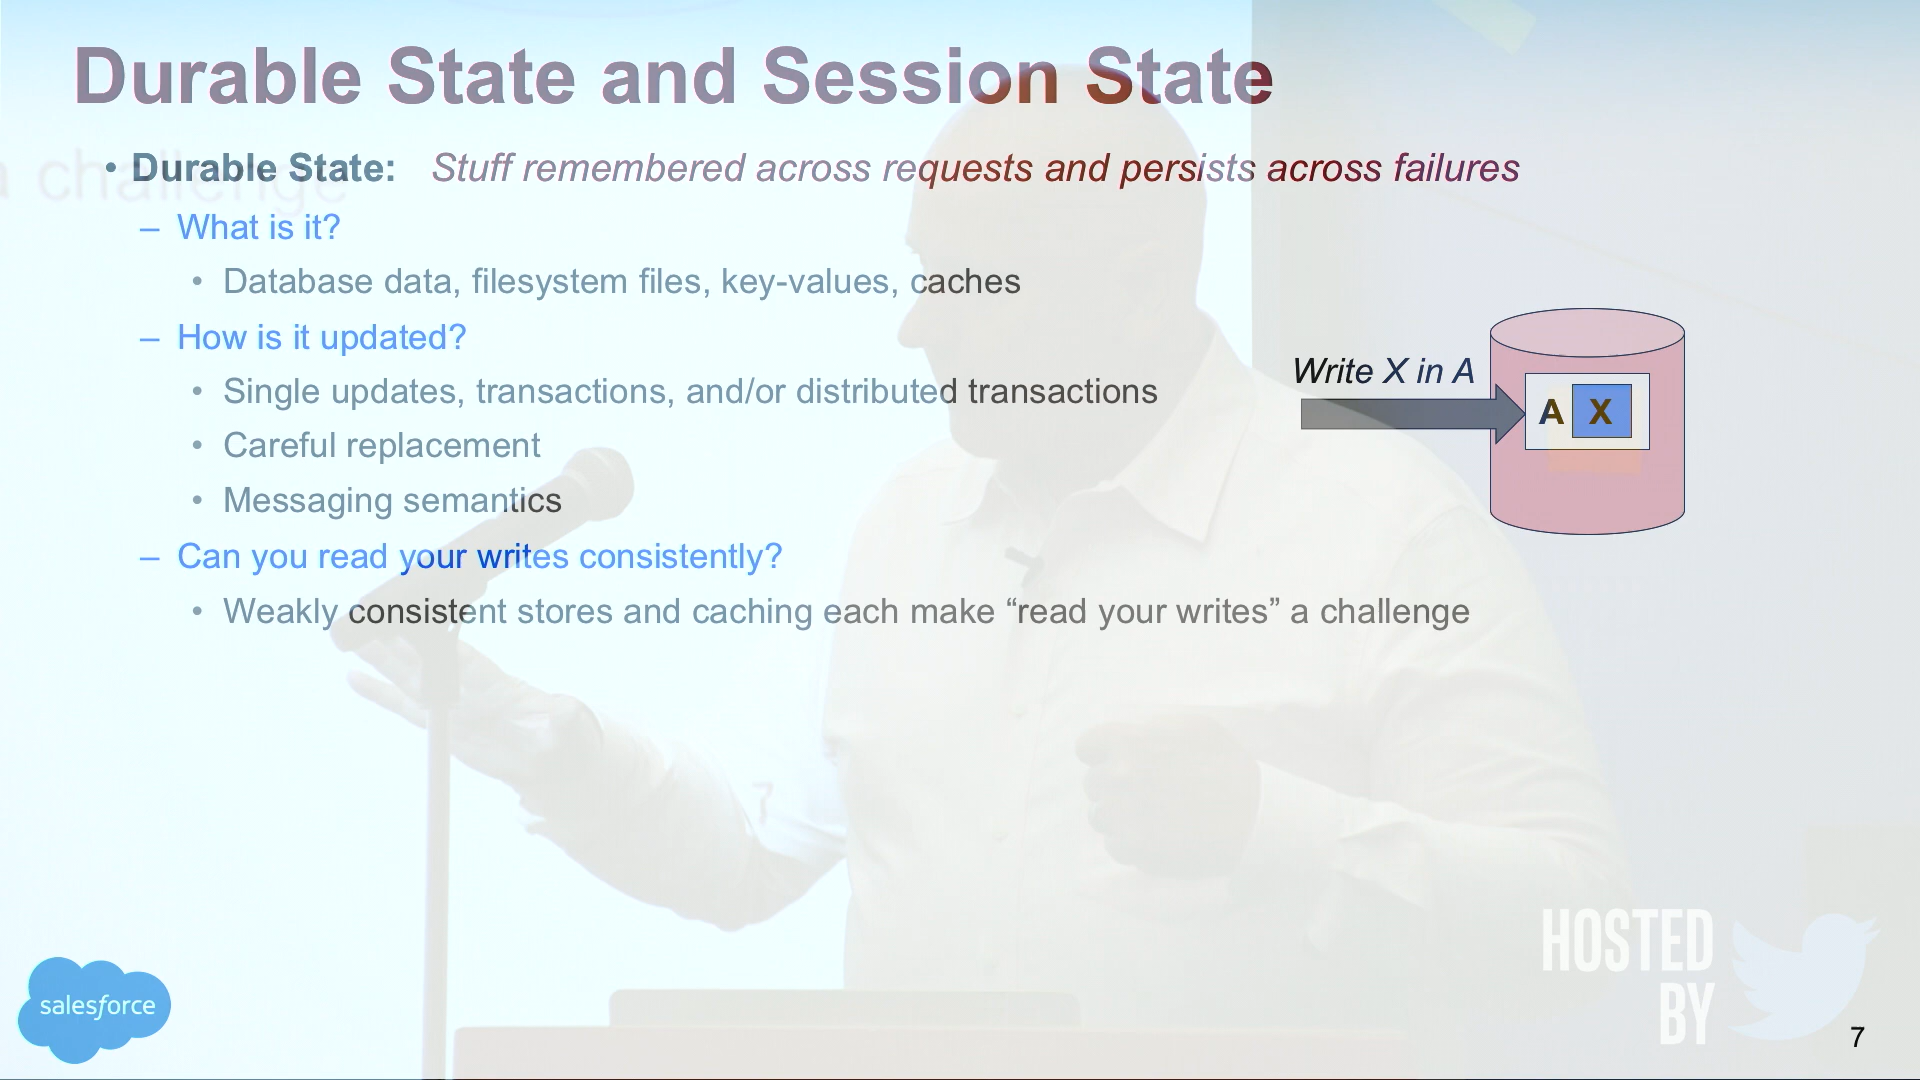 Durable State and Session State
• Durable State: Stuff remembered across requests and persists across failures
a challenge
– What is it?
• Database data, filesystem files, key-values, caches
– How is it updated?
• Single updates, transactions, and/or distributed transactions
• Careful replacement
• Messaging semantics
– Can you read your writes consistently?
• Weakly consistent stores and caching each make “read your writes” a challenge
Write X in A
A X
salesforce
HOSTED
BY
7